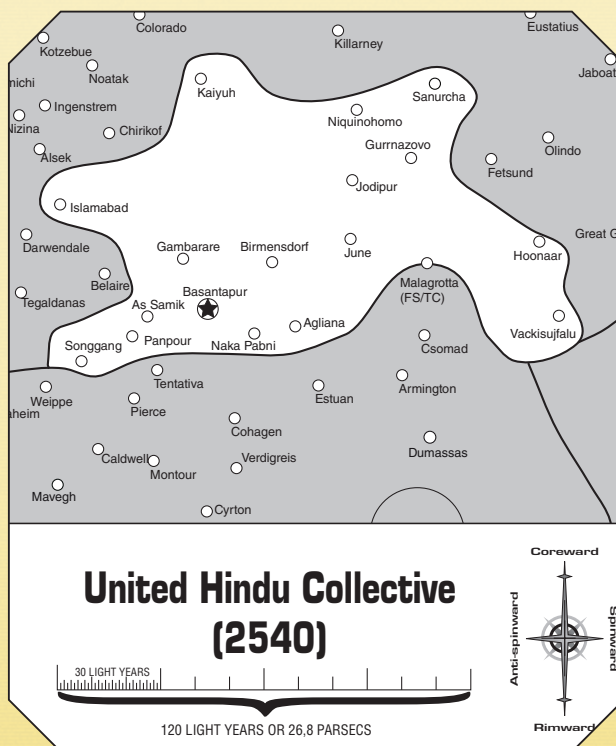 Colorado
Eustatius
Kotzebue
Killarney
Noatak
Jaboat
nichi
Kaiyuh
Sanurcha
Ingenstrem
Niquinohomo
Nizina
Chirikof
Gurrnazovo
Olindo
Alsek
Fetsund
Jodipur
Islamabad
Great G
Darwendale
Gambarare
Birmensdorf
June
Hoonaar
Belaire
Malagrotta
(FS/TC)
Tegaldanas
Basantapur
As Samik
Agliana
Vackisujfalu
Songgang
Panpour
Naka Pabni
Csomad
Tentativa
Weippe
Estuan
Armington
aheim
Pierce
Cohagen
Dumassas
Caldwell
Verdigreis
Montour
Mavegh
Cyrton
United Hindu Collective
(2540)
30 LIGHT YEARS
120 LIGHT YEARS OR 26,8 PARSECS
Coreward
Anti-spinward
Spinward
Rimward